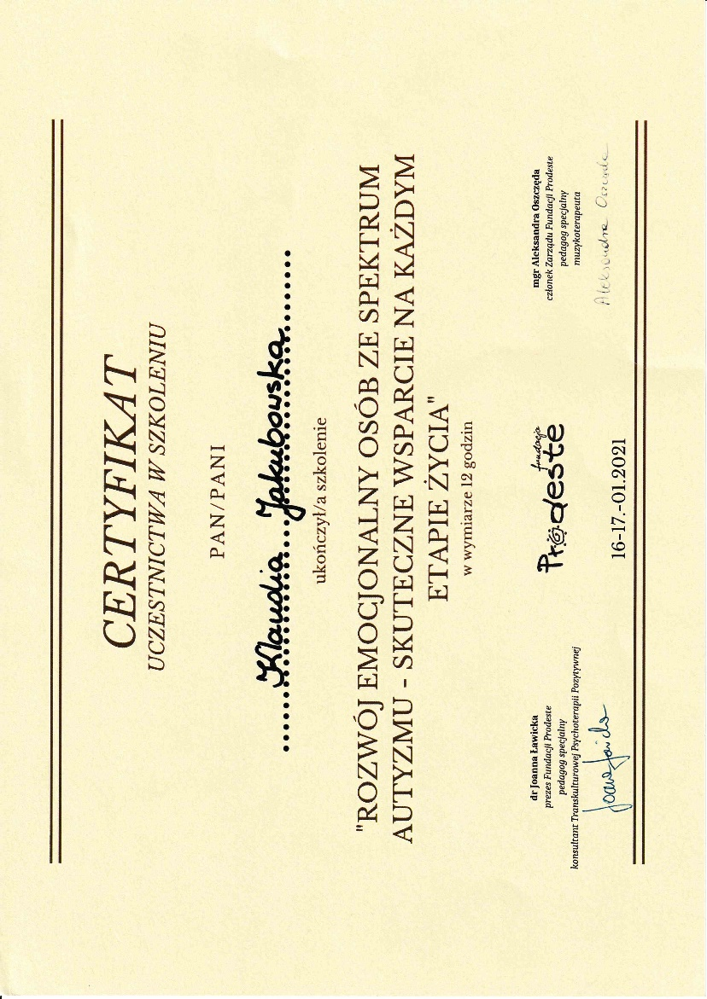 CERTYFIKAT
UCZESTNICTWA W SZKOLENIU
PAN/PANI
Klaudia Jakubowska
ukończył/a szkolenie
"ROZWÓJ EMOCJONALNY OSÓB ZE SPEKTRUM
AUTYZMU - SKUTECZNE WSPARCIE NA KAŻDYM
ETAPIE ŻYCIA"
w wymiarze 12 godzin
dr Joanna Ławicka
prezes Fundacji Prodeste
pedagog specjalny
konsultant Transkulturowej Psychoterapii Pozytywnej
fundacja
Prodeste
16-17.-01.2021
mgr Aleksandra Oszczęda
członek Zarządu Fundacji Prodeste
pedagog specjalny
muzykoterapeuta
Aleksandra Oszczęda